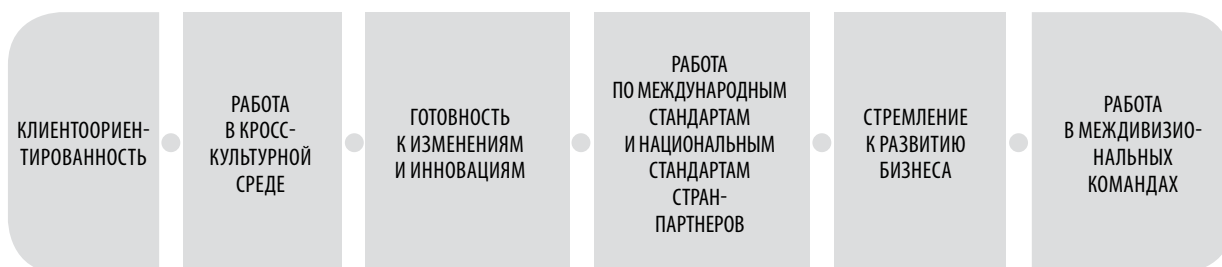 КЛИЕНТООРИЕН-
ТИРОВАННОСТЬ
РАБОТА
В КРОСС-
КУЛЬТУРНОЙ
СРЕДЕ
ГОТОВНОСТЬ
К ИЗМЕНЕНИЯМ
И ИННОВАЦИЯМ
РАБОТА
ПО МЕЖДУНАРОДНЫМ
СТАНДАРТАМ
И НАЦИОНАЛЬНЫМ
СТАНДАРТАМ
СТРАН-
ПАРТНЕРОВ
СТРЕМЛЕНИЕ
К РАЗВИТИЮ
БИЗНЕСА
РАБОТА
В МЕЖДИВИЗИО-
НАЛЬНЫХ
КОМАНДАХ